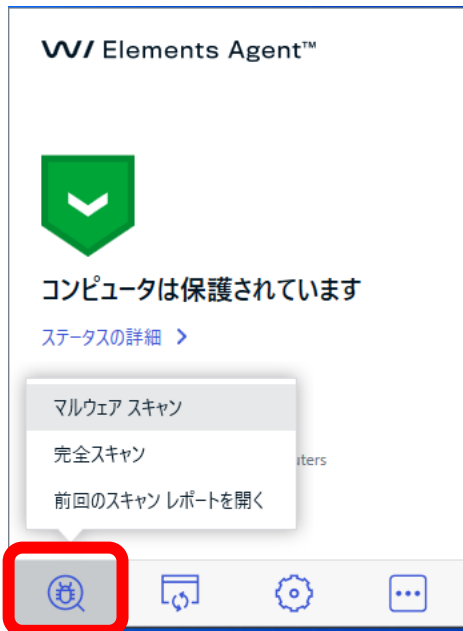 W/ Elements Agent™
コンピュータは保護されています
ステータスの詳細
マルウェア スキャン
完全スキャン
前回のスキャン レポートを開く